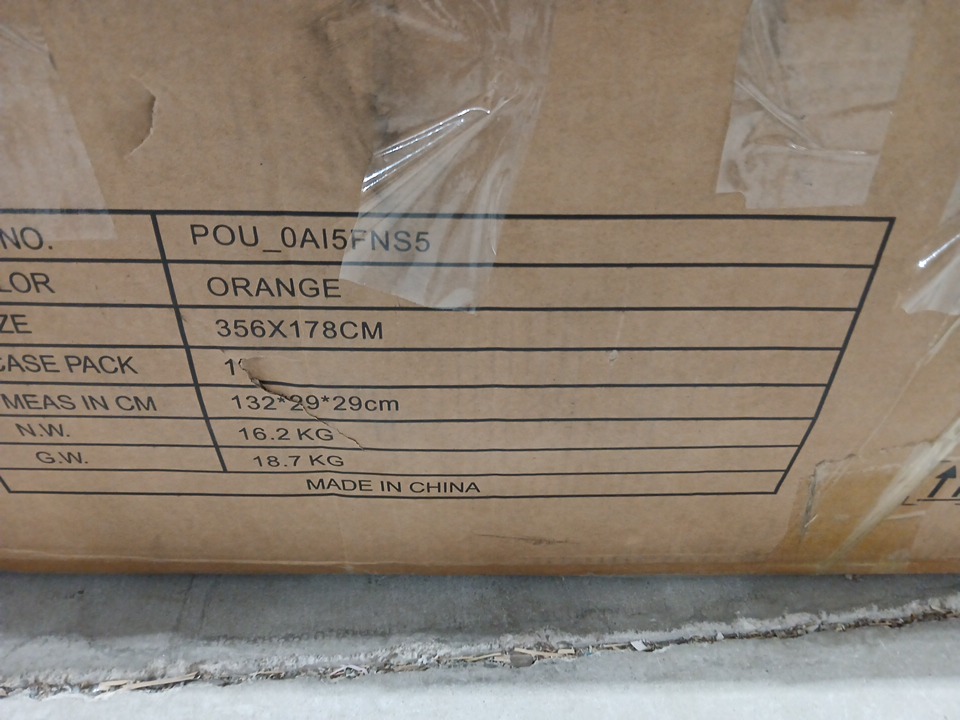 NO. POU_0AI5FNS5
LOR ORANGE
ZE 356X178CM
CASE PACK
MEAS IN CM 132*29*29cm
N.W. 16.2 KG
G.W. 18.7 KG
MADE IN CHINA